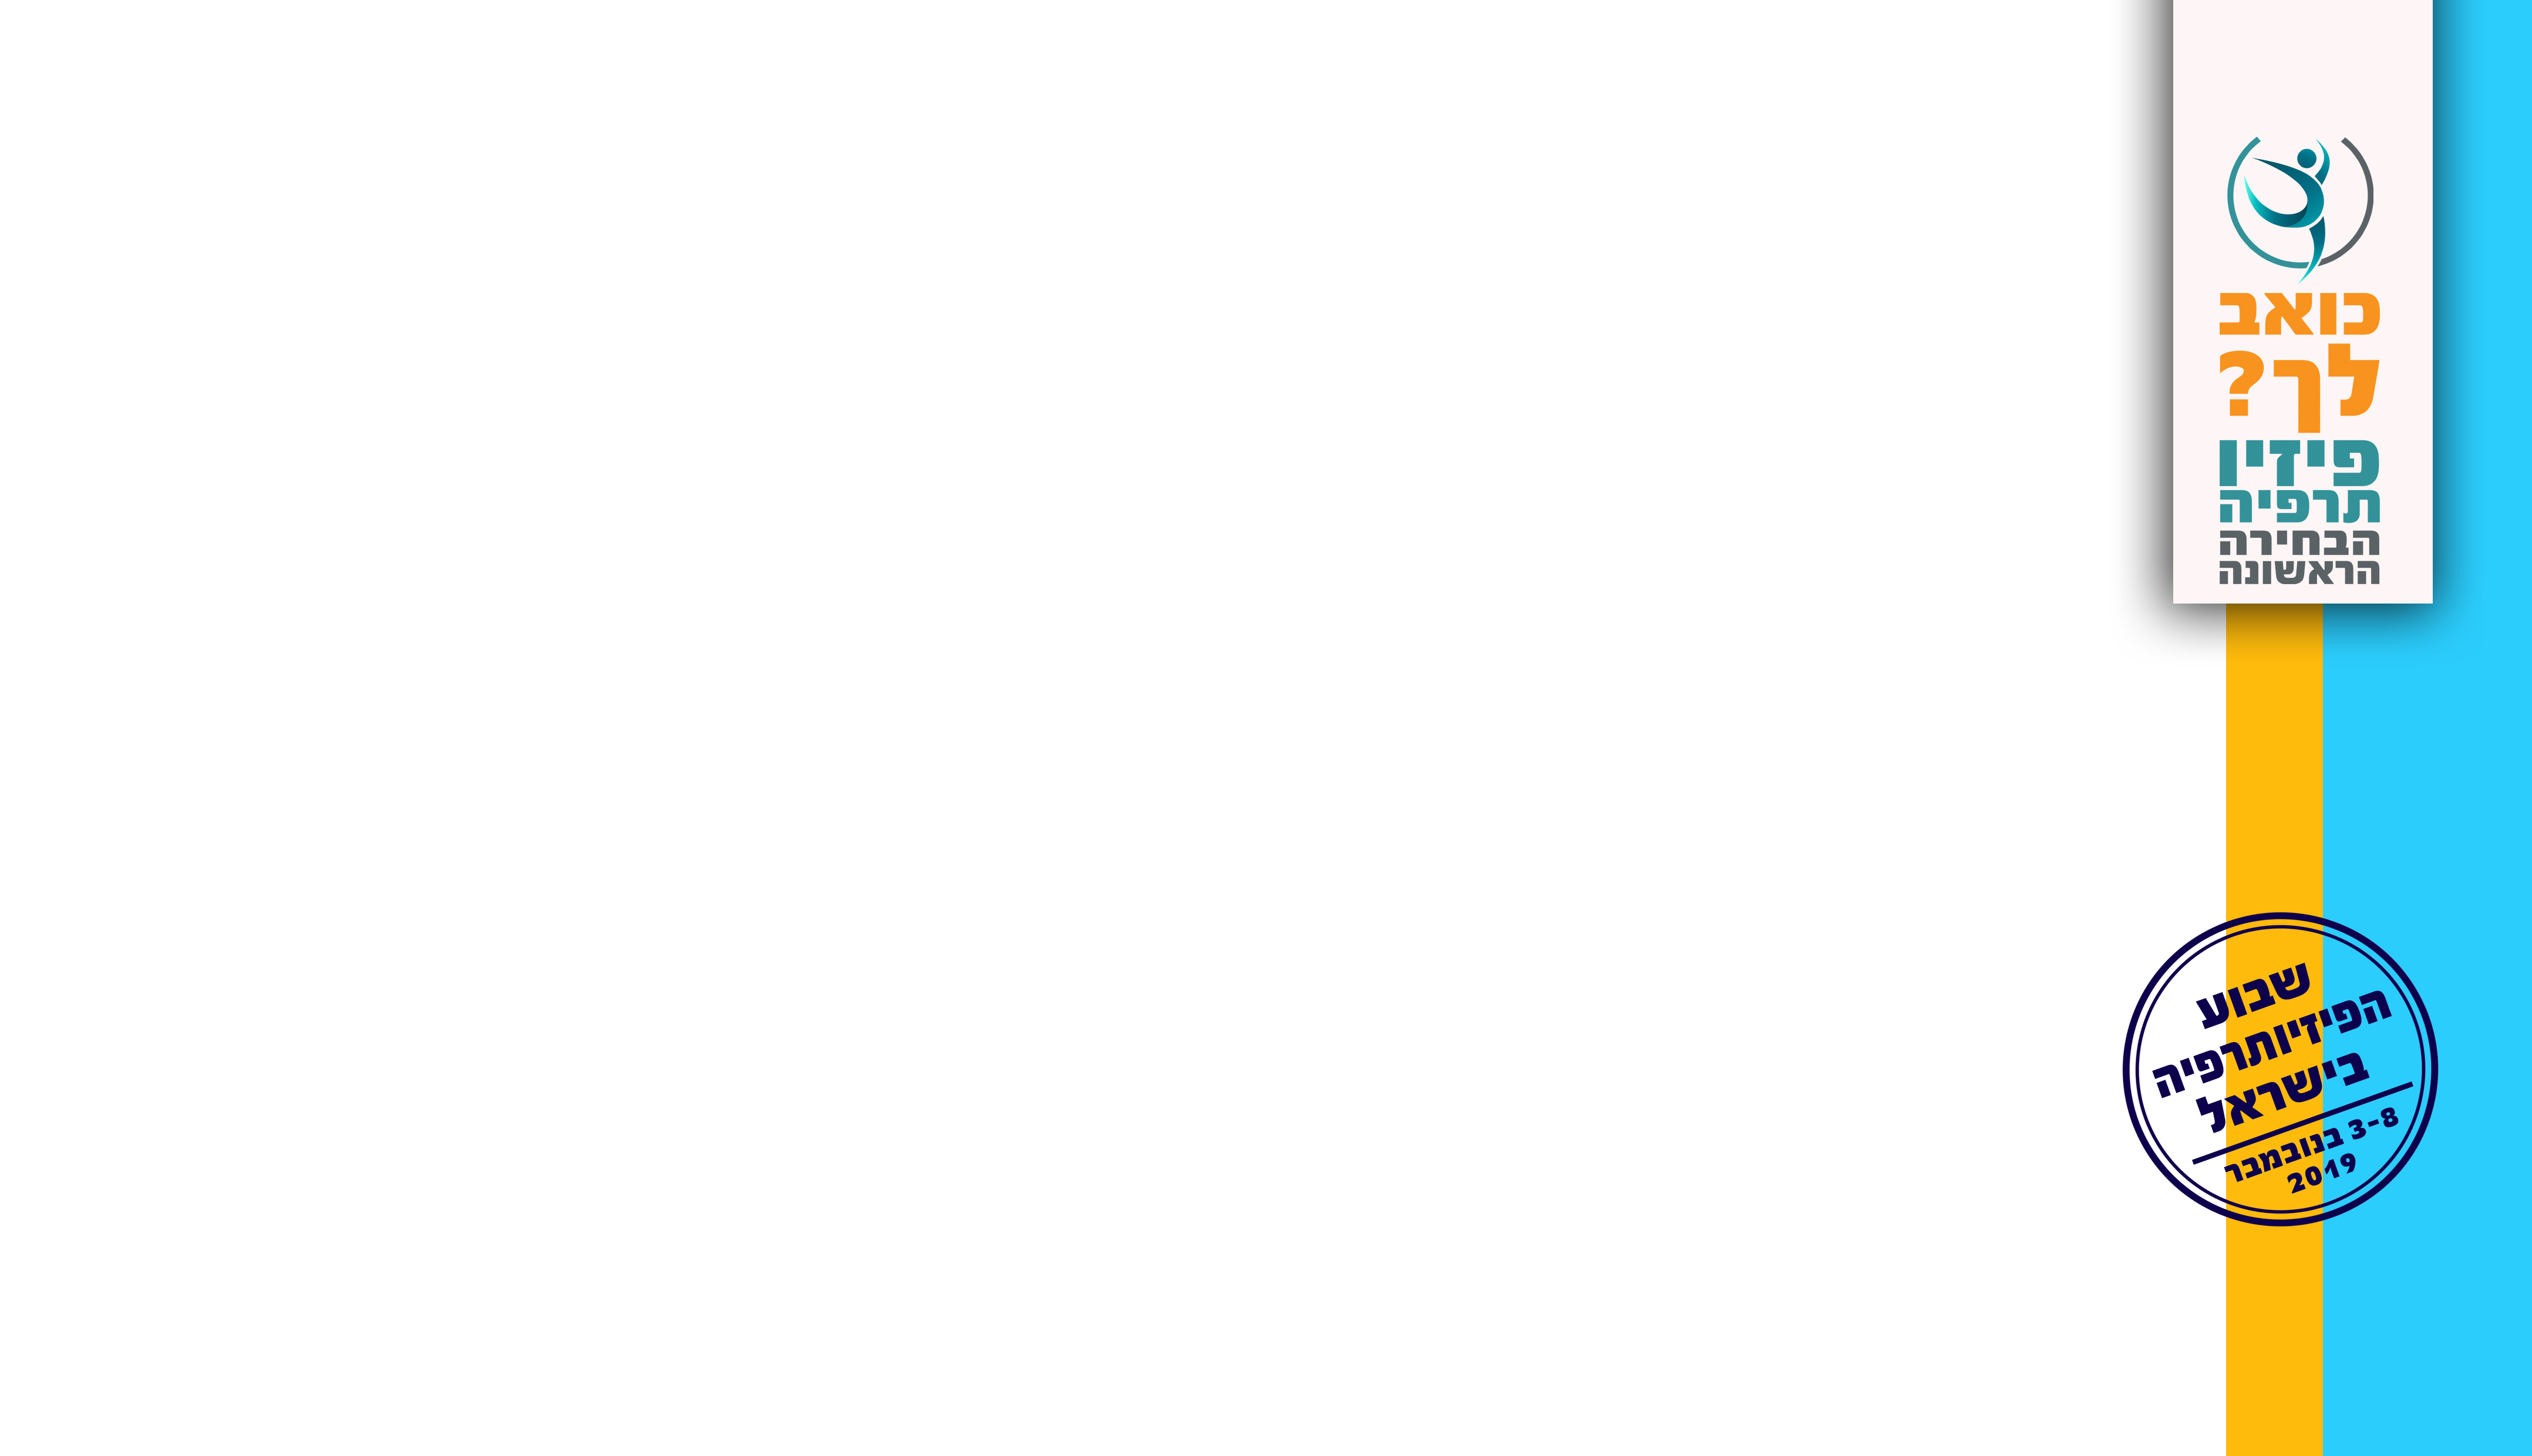 כואב
לך?
פיזיו
תרפיה
הבחירה
הראשונה
שבוע
הפיזיותרפיה
בישראל
3-8 בנובמבר
2019